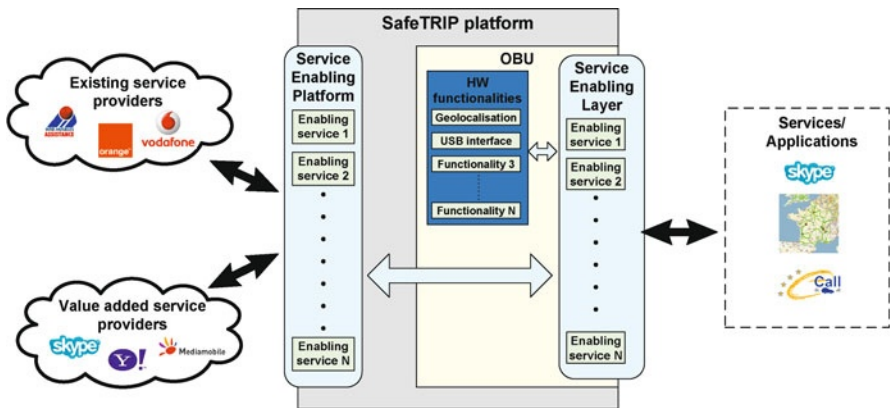 SafeTRIP platform
Existing service
providers
ASSISTANCE
orange
vodafone
Value added service
providers
skype
Y!
Mediamobile
Service
Enabling
Platform
Enabling
service 1
Enabling
service 2
Enabling
service N
OBU
HW
functionalities
Geolocalisation
USB interface
Functionality 3
Functionality N
Service
Enabling
Layer
Enabling
service 1
Enabling
service 2
Enabling
service N
Services/
Applications
skype
eCall